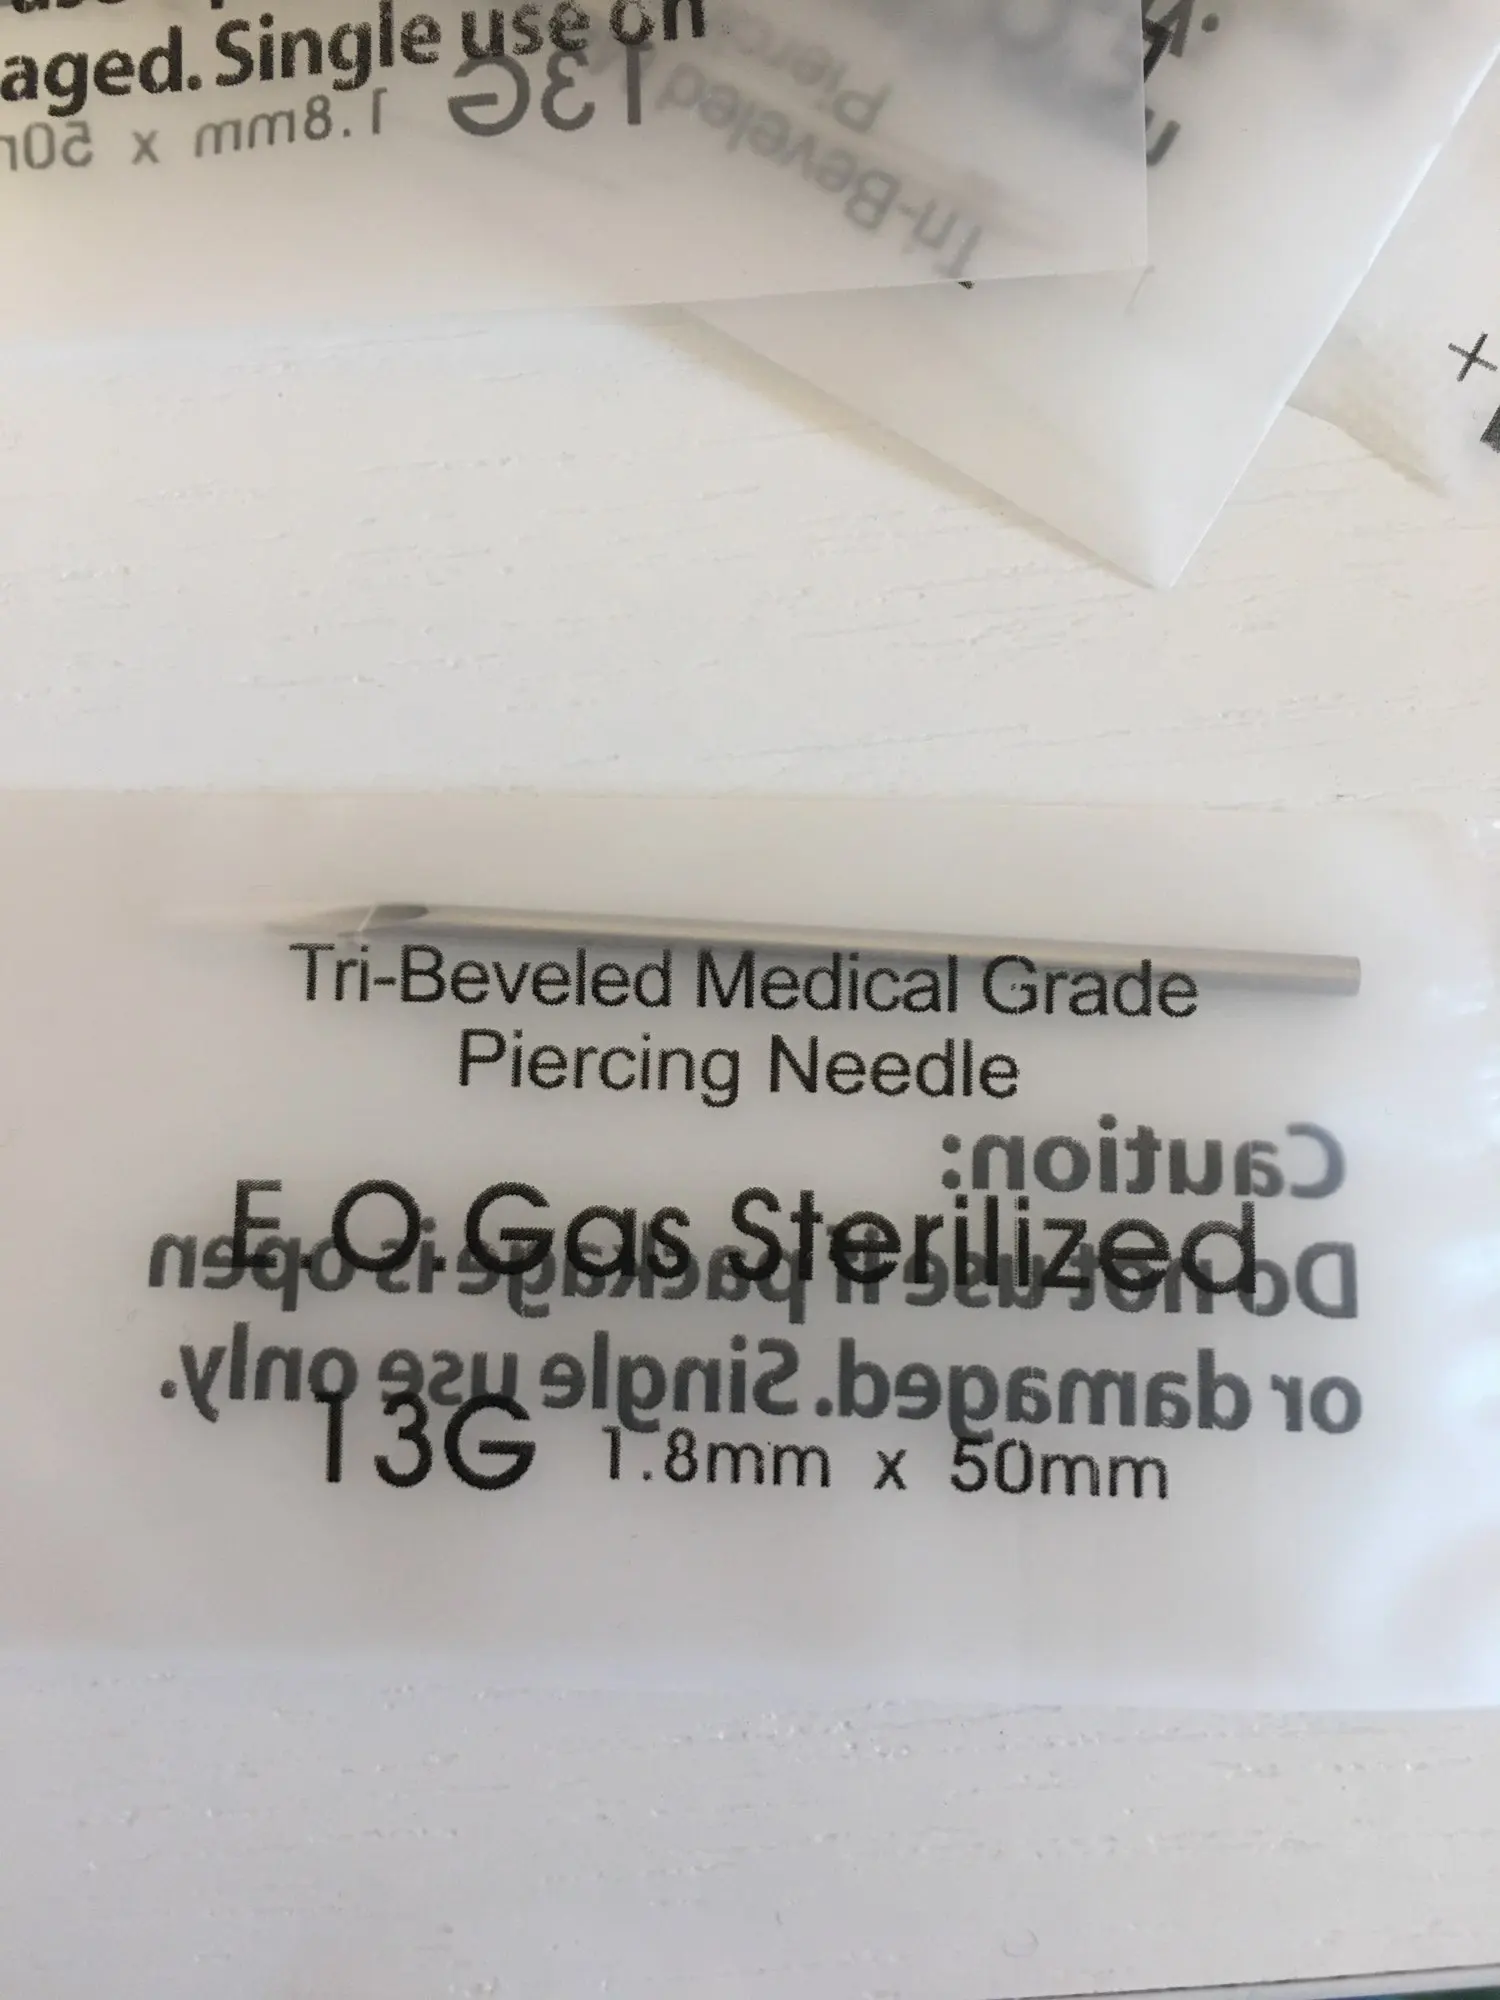 aged. Single use on
13G 1.8mm x 50
Tri-Beveled
Pierc
Tri-Beveled Medical Grade
Piercing Needle
Caution:
E.O.Gas Sterilized
Do not use if package is open
or damaged. Single use only.
13G 1.8mm x 50mm